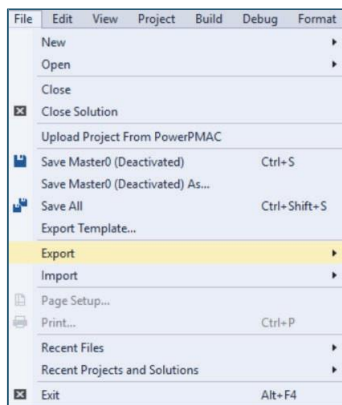 File Edit View Project Build Debug Format
New
Open
Close
Close Solution
Upload Project From PowerPMAC
Save Master0 (Deactivated) Ctrl+S
Save Master0 (Deactivated) As...
Save All Ctrl+Shift+S
Export Template...
Export
Import
Page Setup...
Print... Ctrl+P
Recent Files
Recent Projects and Solutions
Exit Alt+F4